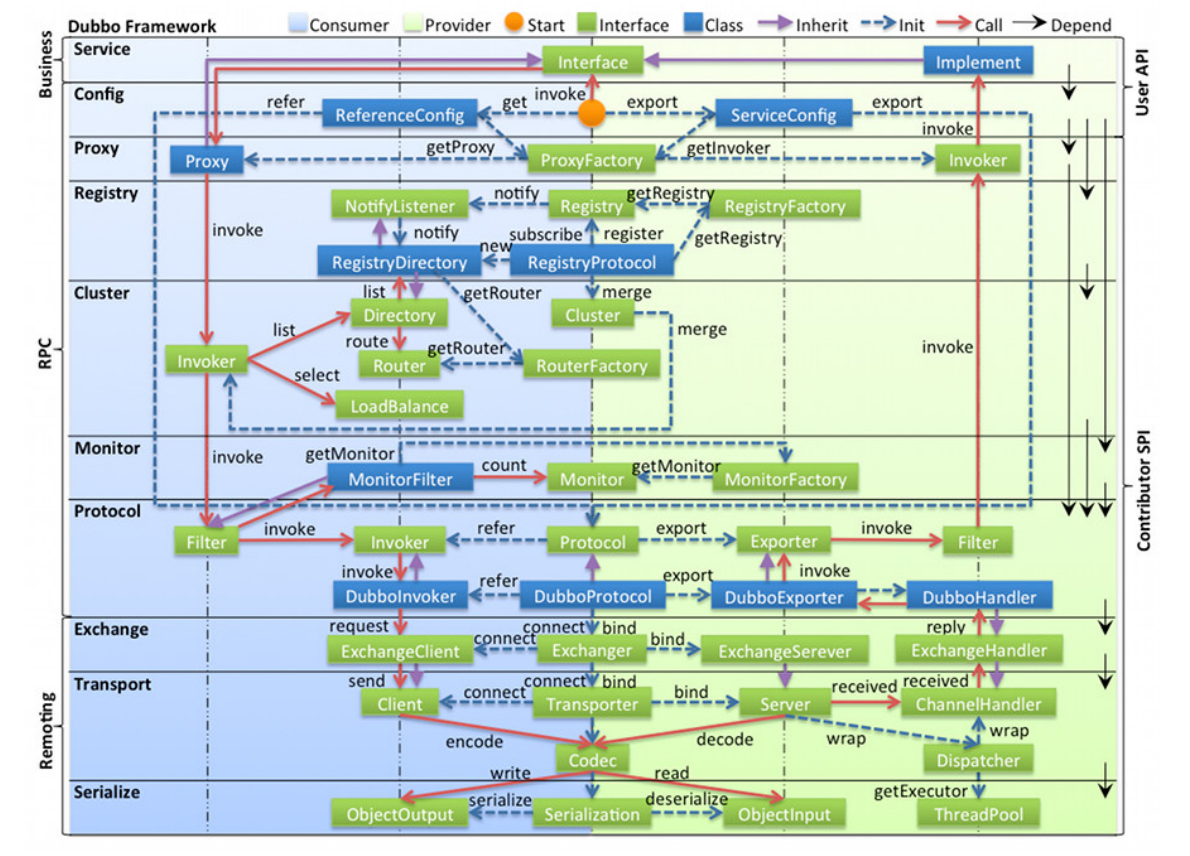 Dubbo Framework
Consumer Provider Start Interface Class Inherit Init Call Depend
Business
Service
Interface
Implement
User API
Config
refer
ReferenceConfig
get
invoke
export
ServiceConfig
export
invoke
Proxy
Proxy
getProxy
ProxyFactory
getInvoker
Invoker
RPC
Registry
invoke
NotifyListener
notify
Registry
getRegistry
RegistryFactory
notify
subscribe
register
getRegistry
RegistryDirectory
new
RegistryProtocol
Cluster
list
getRouter
merge
Directory
Cluster
list
merge
route
getRouter
invoke
Invoker
Router
RouterFactory
select
LoadBalance
Contributor SPI
Monitor
invoke
getMonitor
MonitorFilter
count
Monitor
getMonitor
MonitorFactory
Protocol
Filter
invoke
Invoker
refer
Protocol
export
Exporter
invoke
Filter
invoke
refer
export
invoke
DubboInvoker
DubboProtocol
DubboExporter
DubboHandler
Remoting
Exchange
request
connect
connect
bind
bind
reply
ExchangeClient
Exchanger
ExchangeSerever
ExchangeHandler
Transport
send
connect
connect
bind
bind
received
received
Client
Transporter
Server
ChannelHandler
encode
decode
wrap
wrap
Codec
Dispatcher
write
read
Serialize
serialize
deserialize
getExecutor
ObjectOutput
Serialization
ObjectInput
ThreadPool